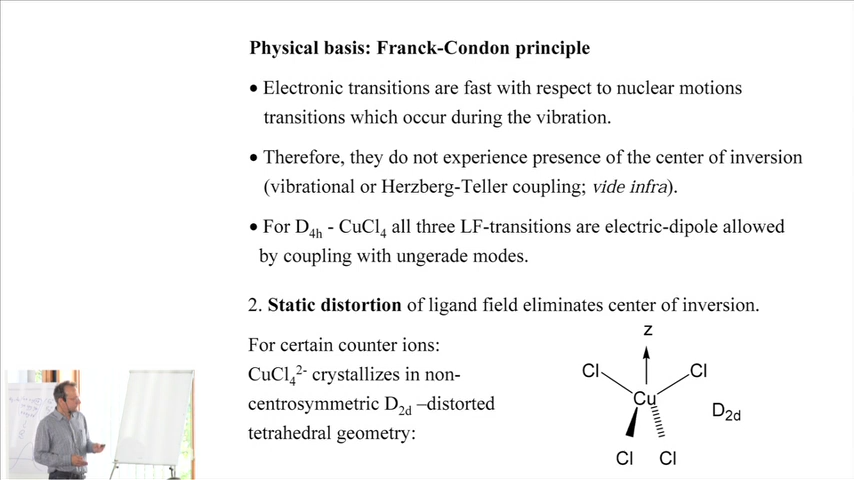 Physical basis: Franck-Condon principle
• Electronic transitions are fast with respect to nuclear motions
transitions which occur during the vibration.
• Therefore, they do not experience presence of the center of inversion
(vibrational or Herzberg-Teller coupling; vide infra).
• For D4h - CuCl4 all three LF-transitions are electric-dipole allowed
by coupling with ungerade modes.
2. Static distortion of ligand field eliminates center of inversion.
For certain counter ions:
CuCl4²⁻ crystallizes in non-
centrosymmetric D2d –distorted
tetrahedral geometry:
z
Cl Cl
Cu
D2d
Cl Cl